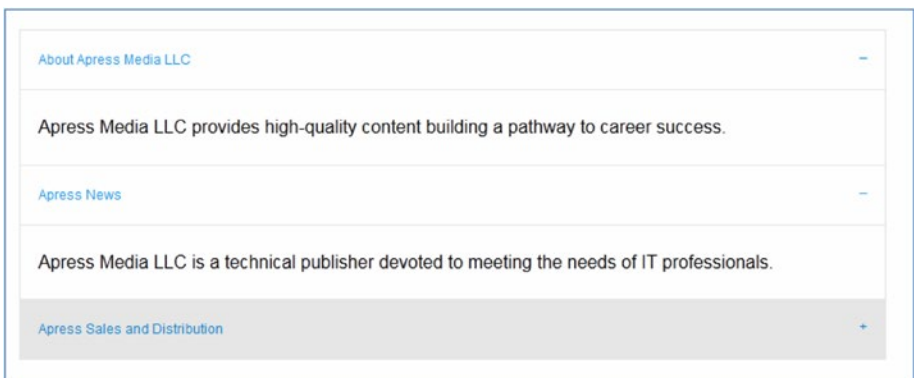 About Apress Media LLC −
Apress Media LLC provides high-quality content building a pathway to career success.
Apress News −
Apress Media LLC is a technical publisher devoted to meeting the needs of IT professionals.
Apress Sales and Distribution +